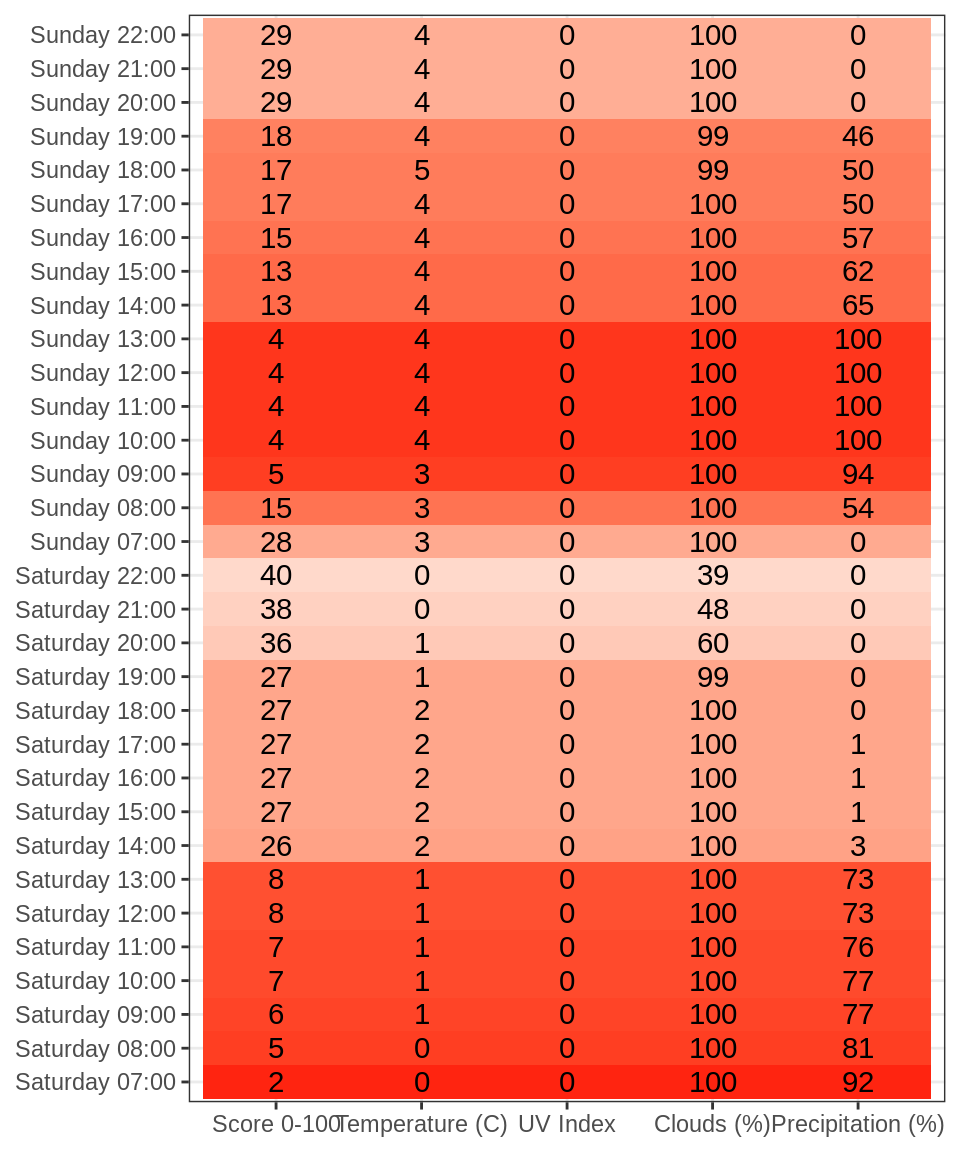 Sunday 22:00 29 4 0 100 0
Sunday 21:00 29 4 0 100 0
Sunday 20:00 29 4 0 100 0
Sunday 19:00 18 4 0 99 46
Sunday 18:00 17 5 0 99 50
Sunday 17:00 17 4 0 100 50
Sunday 16:00 15 4 0 100 57
Sunday 15:00 13 4 0 100 62
Sunday 14:00 13 4 0 100 65
Sunday 13:00 4 4 0 100 100
Sunday 12:00 4 4 0 100 100
Sunday 11:00 4 4 0 100 100
Sunday 10:00 4 4 0 100 100
Sunday 09:00 5 3 0 100 94
Sunday 08:00 15 3 0 100 54
Sunday 07:00 28 3 0 100 0
Saturday 22:00 40 0 0 39 0
Saturday 21:00 38 0 0 48 0
Saturday 20:00 36 1 0 60 0
Saturday 19:00 27 1 0 99 0
Saturday 18:00 27 2 0 100 0
Saturday 17:00 27 2 0 100 1
Saturday 16:00 27 2 0 100 1
Saturday 15:00 27 2 0 100 1
Saturday 14:00 26 2 0 100 3
Saturday 13:00 8 1 0 100 73
Saturday 12:00 8 1 0 100 73
Saturday 11:00 7 1 0 100 76
Saturday 10:00 7 1 0 100 77
Saturday 09:00 6 1 0 100 77
Saturday 08:00 5 0 0 100 81
Saturday 07:00 2 0 0 100 92
Score 0-100 Temperature (C) UV Index Clouds (%) Precipitation (%)